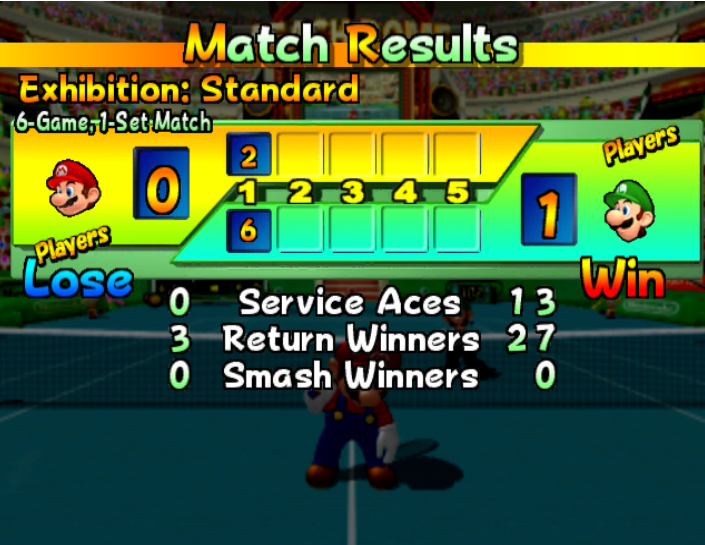 Match Results
Exhibition: Standard
6-Game, 1-Set Match
Players
2
0
1 2 3 4 5
1
6
Players
Lose
Win
0 Service Aces 13
3 Return Winners 27
0 Smash Winners 0